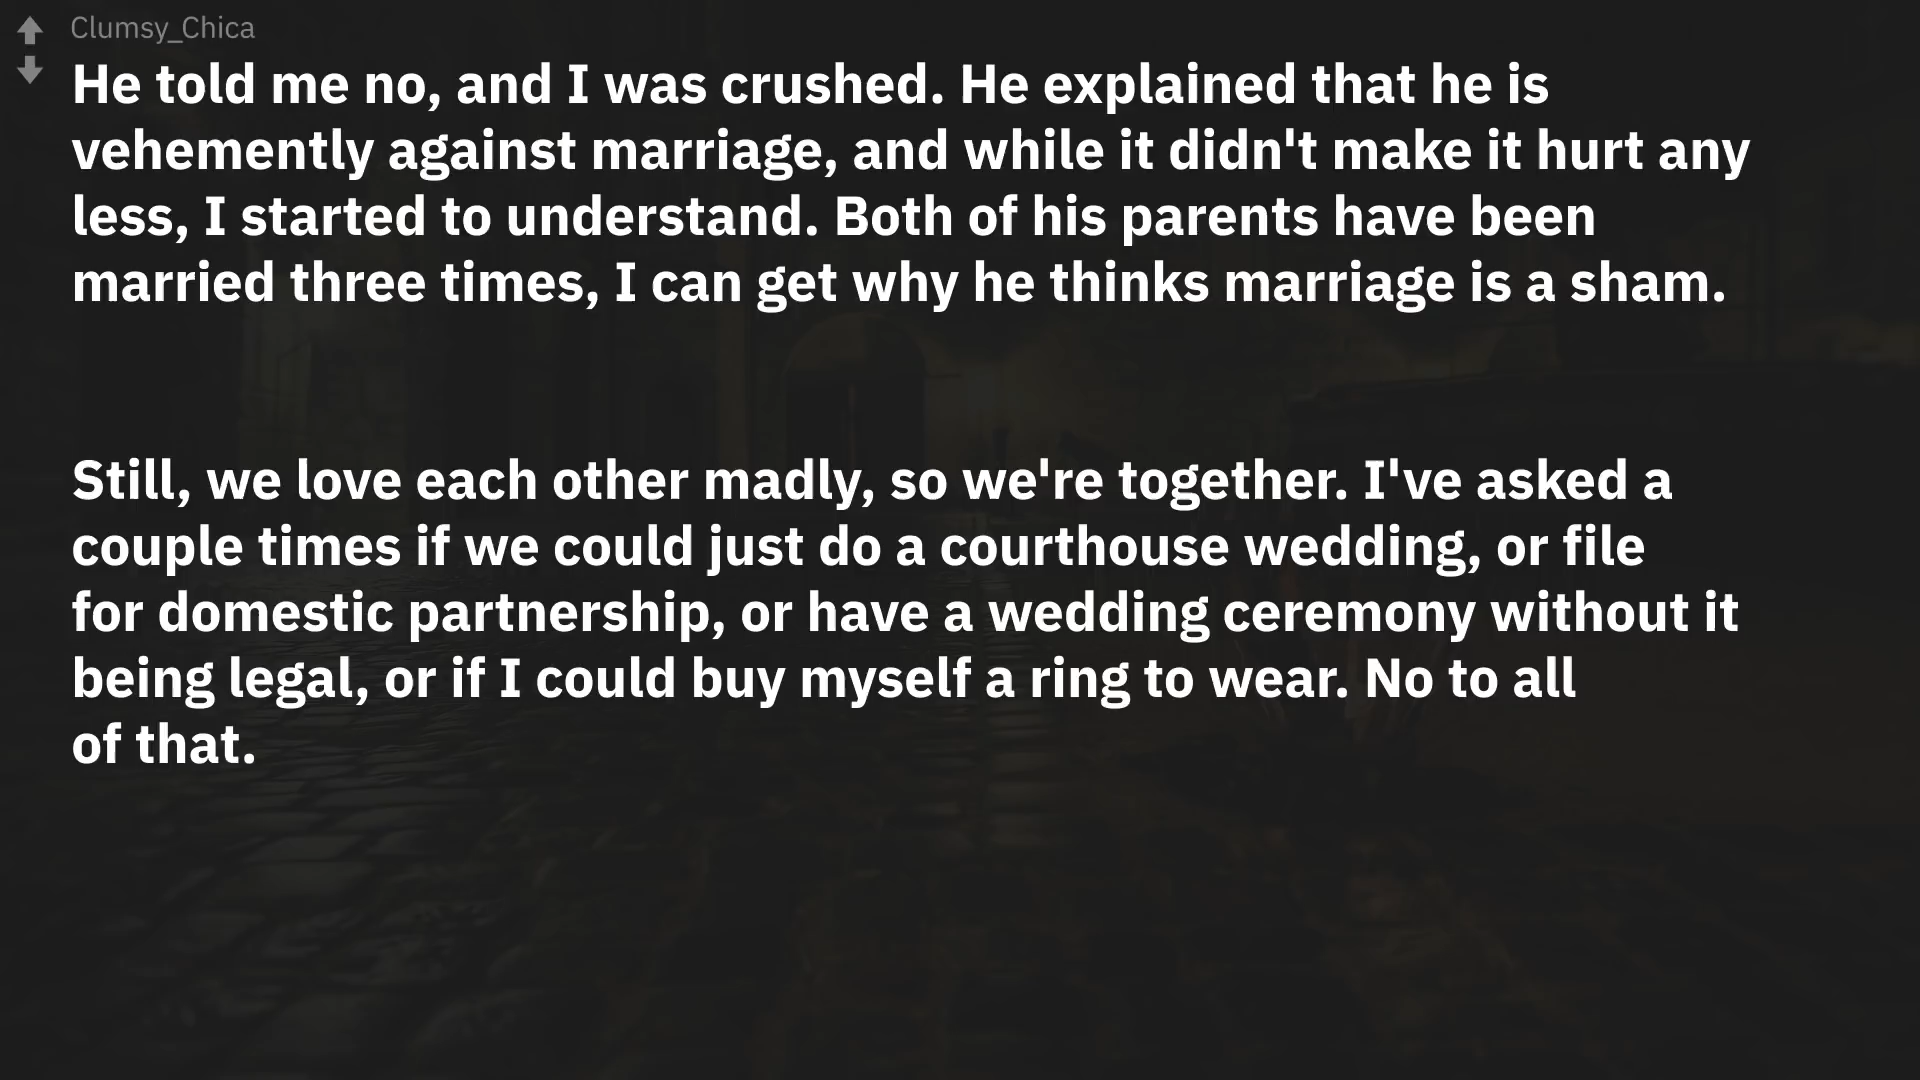 Clumsy_Chica
He told me no, and I was crushed. He explained that he is
vehemently against marriage, and while it didn't make it hurt any
less, I started to understand. Both of his parents have been
married three times, I can get why he thinks marriage is a sham.
Still, we love each other madly, so we're together. I've asked a
couple times if we could just do a courthouse wedding, or file
for domestic partnership, or have a wedding ceremony without it
being legal, or if I could buy myself a ring to wear. No to all
of that.